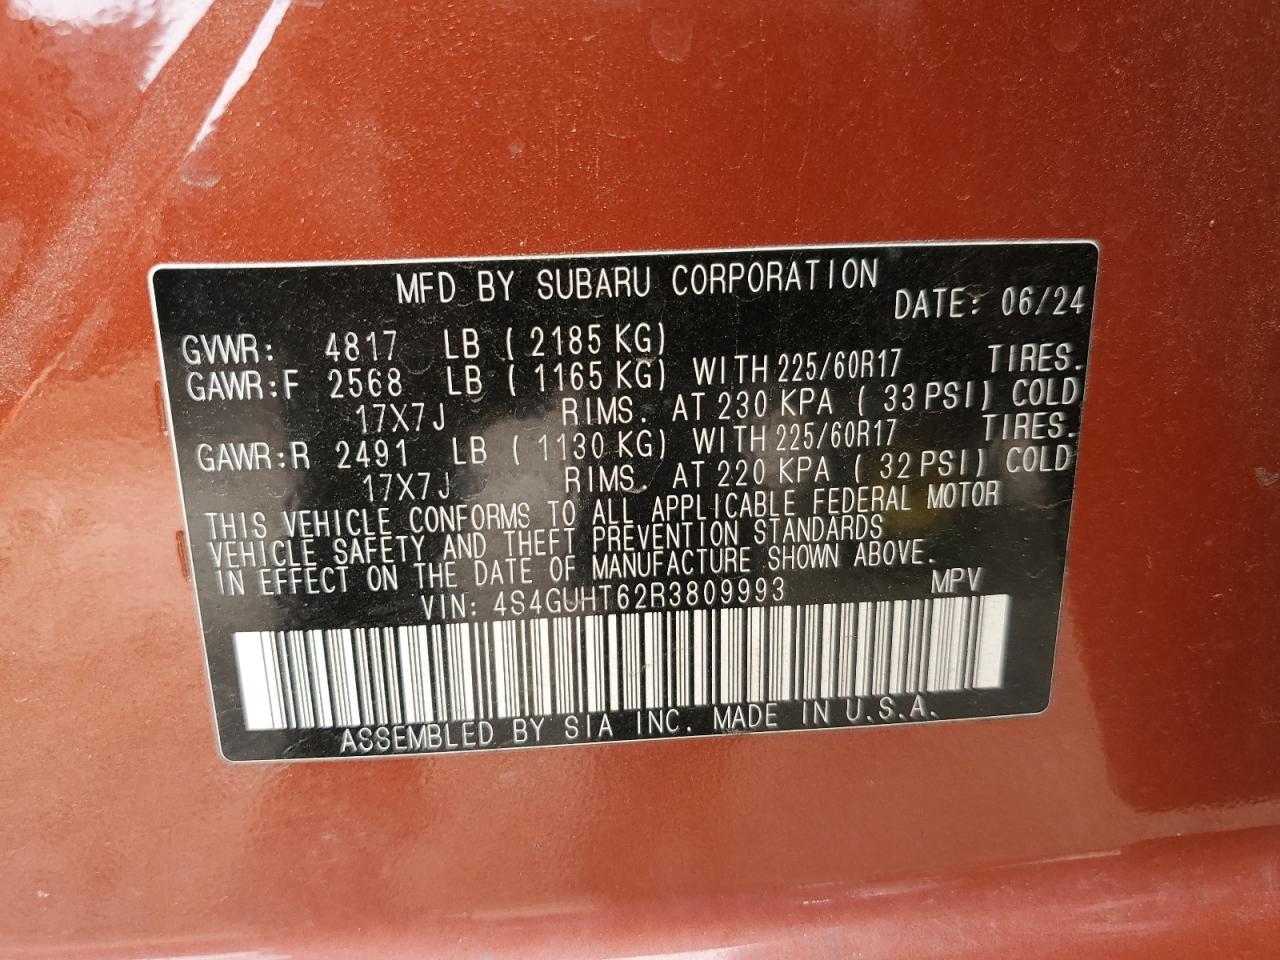 MFD BY SUBARU CORPORATION DATE: 06/24
GVWR: 4817 LB ( 2185 KG)
GAWR:F 2568 LB ( 1165 KG) WITH 225/60R17 TIRES.
17X7J RIMS. AT 230 KPA ( 33 PSI) COLD
GAWR:R 2491 LB ( 1130 KG) WITH 225/60R17 TIRES.
17X7J RIMS. AT 220 KPA ( 32 PSI) COLD
THIS VEHICLE CONFORMS TO ALL APPLICABLE FEDERAL MOTOR
VEHICLE SAFETY AND THEFT PREVENTION STANDARDS
IN EFFECT ON THE DATE OF MANUFACTURE SHOWN ABOVE.
VIN: 4S4GUHT62R3809993 MPV
ASSEMBLED BY SIA INC. MADE IN U.S.A.